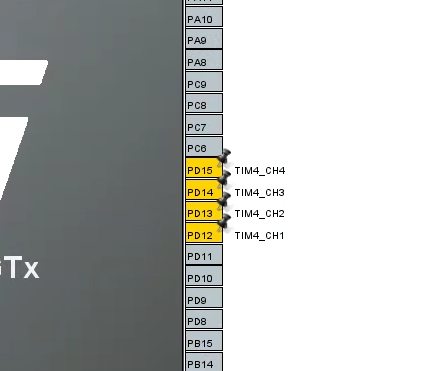 PA10
PA9
PA8
PC9
PC8
PC7
PC6
PD15 TIM4_CH4
PD14 TIM4_CH3
PD13 TIM4_CH2
PD12 TIM4_CH1
PD11
PD10
PD9
PD8
PB15
PB14
Tx